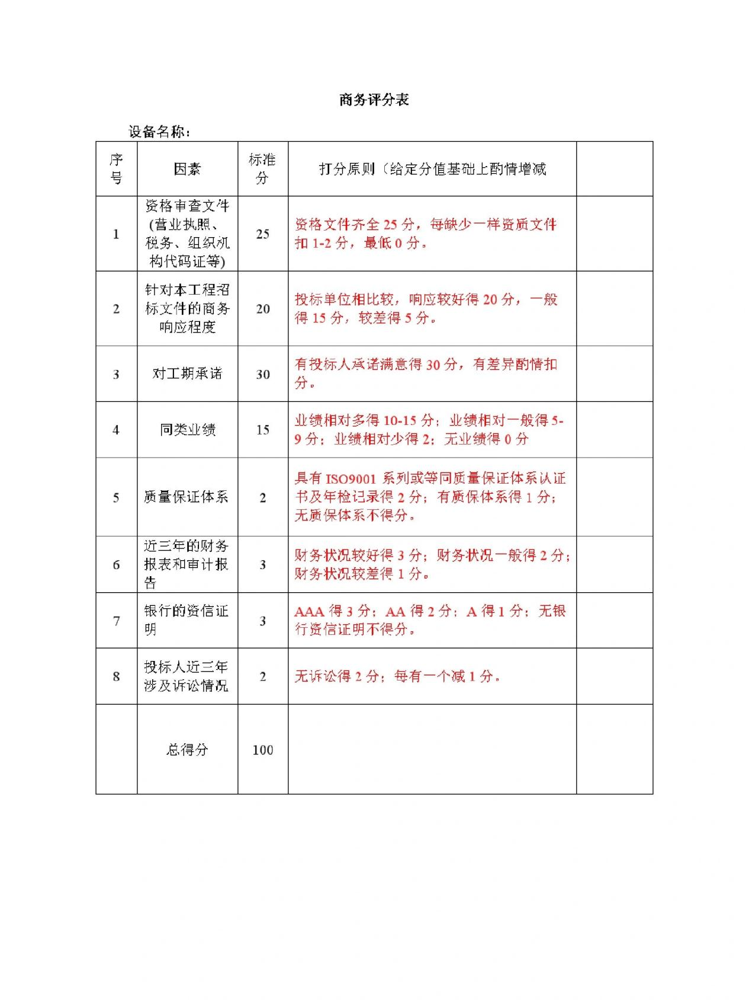 商务评分表
设备名称：
序
号
因素
标准
分
打分原则（给定分值基础上酌情增减
1
资格审查文件
(营业执照、
税务、组织机
构代码证等)
25
资格文件齐全 25 分，每缺少一样资质文件
扣 1-2 分，最低 0 分。
2
针对本工程招
标文件的商务
响应程度
20
投标单位相比较，响应较好得 20 分，一般
得 15 分，较差得 5 分。
3
对工期承诺
30
有投标人承诺满意得 30 分，有差异酌情扣
分。
4
同类业绩
15
业绩相对多得 10-15 分；业绩相对一般得 5-
9 分；业绩相对少得 2；无业绩得 0 分
5
质量保证体系
2
具有 ISO9001 系列或等同质量保证体系认证
书及年检记录得 2 分；有质保体系得 1 分；
无质保体系不得分。
6
近三年的财务
报表和审计报
告
3
财务状况较好得 3 分；财务状况一般得 2 分；
财务状况较差得 1 分。
7
银行的资信证
明
3
AAA 得 3 分；AA 得 2 分；A 得 1 分；无银
行资信证明不得分。
8
投标人近三年
涉及诉讼情况
2
无诉讼得 2 分；每有一个减 1 分。
总得分
100